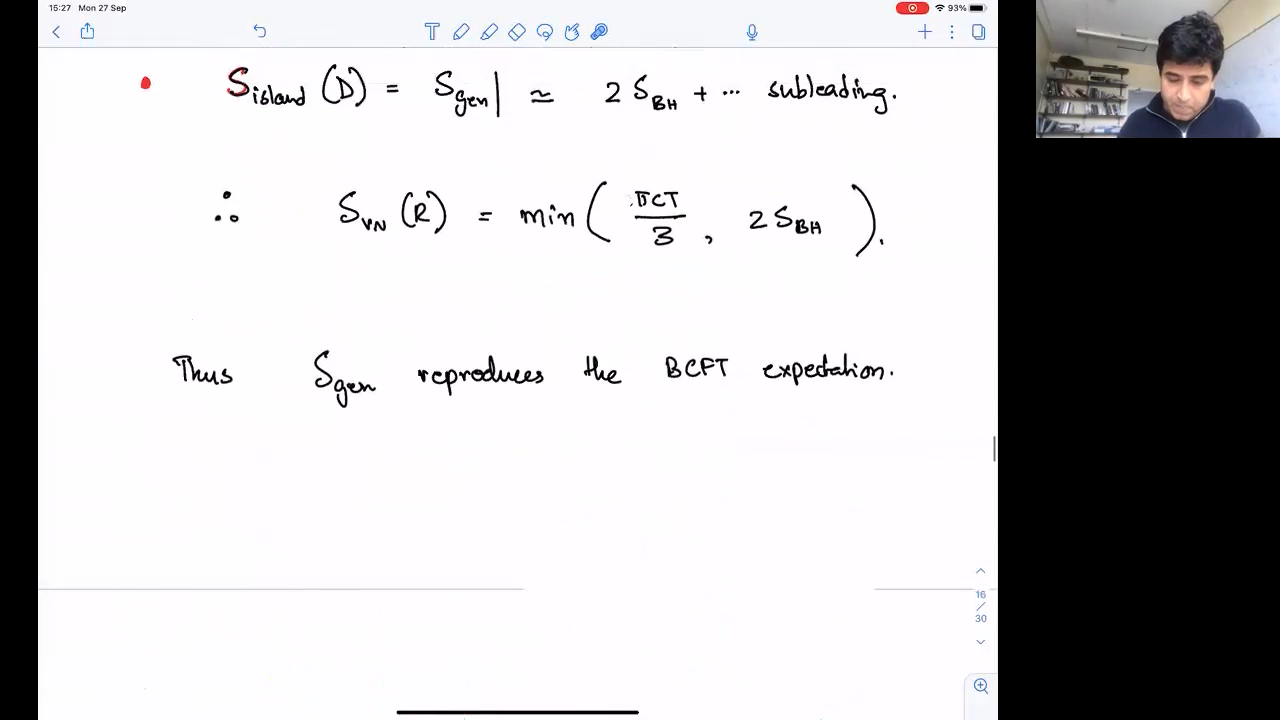 15:27 Mon 27 Sep 93%
S_island (D) = S_gen| ≃ 2 S_BH + ... subleading.
∴ S_VN (R) = min( πCT/3 , 2 S_BH ).
Thus S_gen reproduces the BCFT expectation.
16
/
30